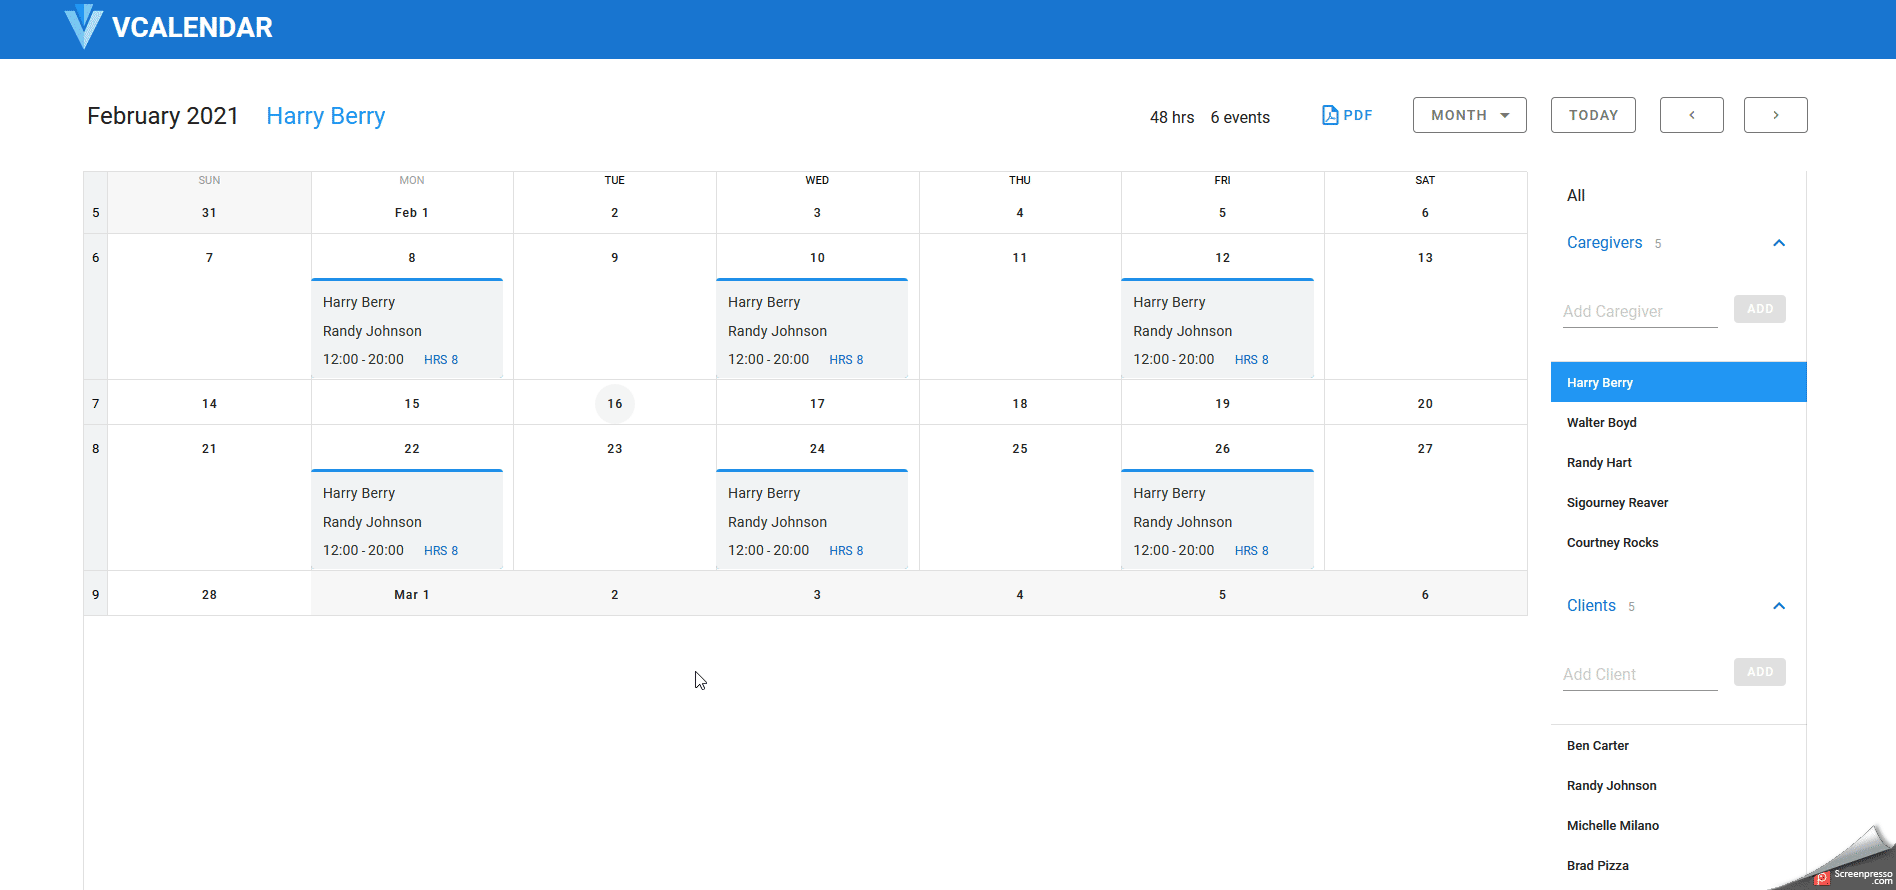 VCALENDAR
February 2021 Harry Berry 48 hrs 6 events PDF MONTH TODAY < >
SUN MON TUE WED THU FRI SAT
5 31 Feb 1 2 3 4 5 6
6 7 8 9 10 11 12 13
Harry Berry Harry Berry Harry Berry
Randy Johnson Randy Johnson Randy Johnson
12:00 - 20:00 HRS 8 12:00 - 20:00 HRS 8 12:00 - 20:00 HRS 8
7 14 15 16 17 18 19 20
8 21 22 23 24 25 26 27
Harry Berry Harry Berry Harry Berry
Randy Johnson Randy Johnson Randy Johnson
12:00 - 20:00 HRS 8 12:00 - 20:00 HRS 8 12:00 - 20:00 HRS 8
9 28 Mar 1 2 3 4 5 6
All
Caregivers 5
Add Caregiver ADD
Harry Berry
Walter Boyd
Randy Hart
Sigourney Reaver
Courtney Rocks
Clients 5
Add Client ADD
Ben Carter
Randy Johnson
Michelle Milano
Brad Pizza
Screenpresso
.com